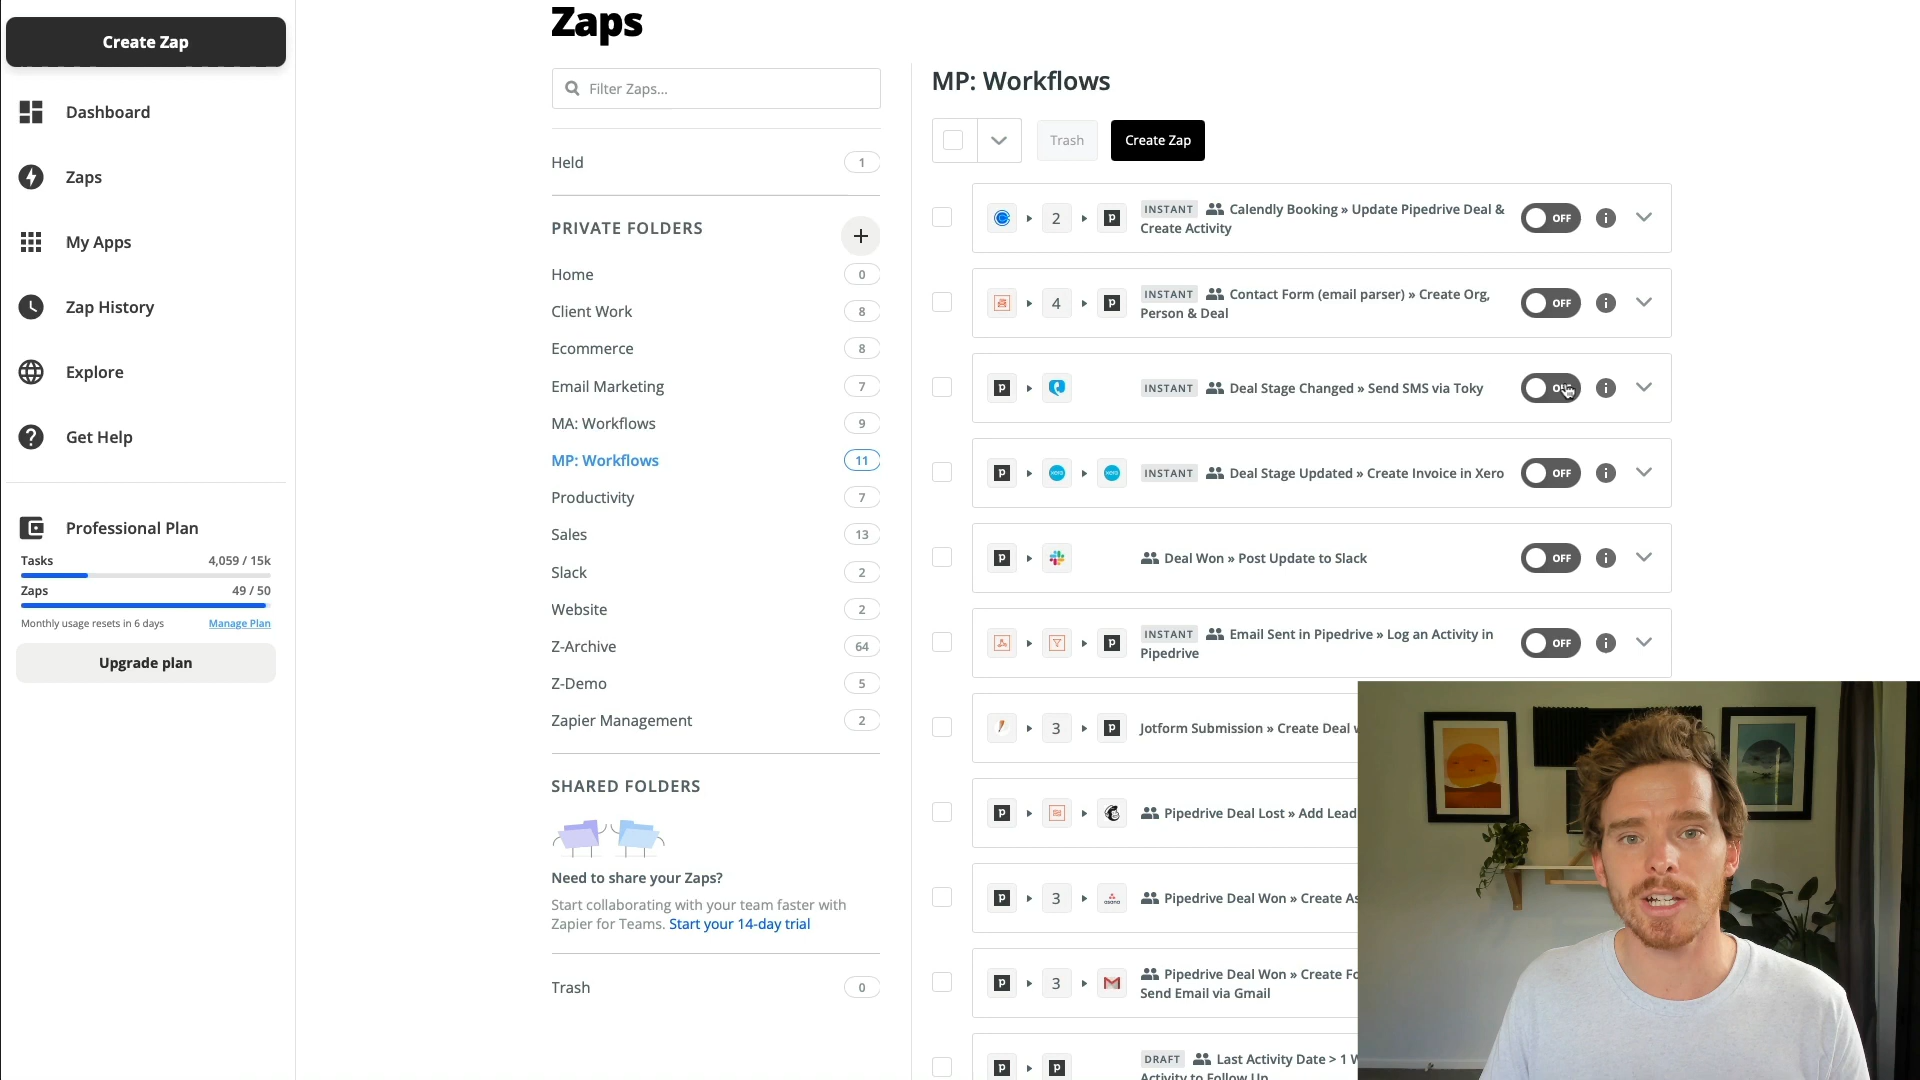 Zaps
Create Zap
Dashboard
Zaps
My Apps
Zap History
Explore
Get Help
Professional Plan
Tasks 4,059 / 15k
Zaps 49 / 50
Monthly usage resets in 6 days Manage Plan
Upgrade plan
Filter Zaps...
Held 1
PRIVATE FOLDERS
Home 0
Client Work 8
Ecommerce 8
Email Marketing 7
MA: Workflows 9
MP: Workflows 11
Productivity 7
Sales 13
Slack 2
Website 2
Z-Archive 64
Z-Demo 5
Zapier Management 2
SHARED FOLDERS
Need to share your Zaps?
Start collaborating with your team faster with
Zapier for Teams. Start your 14-day trial
Trash 0
MP: Workflows
Trash Create Zap
2 INSTANT Calendly Booking » Update Pipedrive Deal & OFF
Create Activity
4 INSTANT Contact Form (email parser) » Create Org, OFF
Person & Deal
INSTANT Deal Stage Changed » Send SMS via Toky
xero xero INSTANT Deal Stage Updated » Create Invoice in Xero OFF
Deal Won » Post Update to Slack OFF
INSTANT Email Sent in Pipedrive » Log an Activity in OFF
Pipedrive
3 Jotform Submission » Create Deal
Pipedrive Deal Lost » Add Lead
3 asana Pipedrive Deal Won » Create As
3 Pipedrive Deal Won » Create Fo
Send Email via Gmail
DRAFT Last Activity Date > 1
Activity to Follow Up